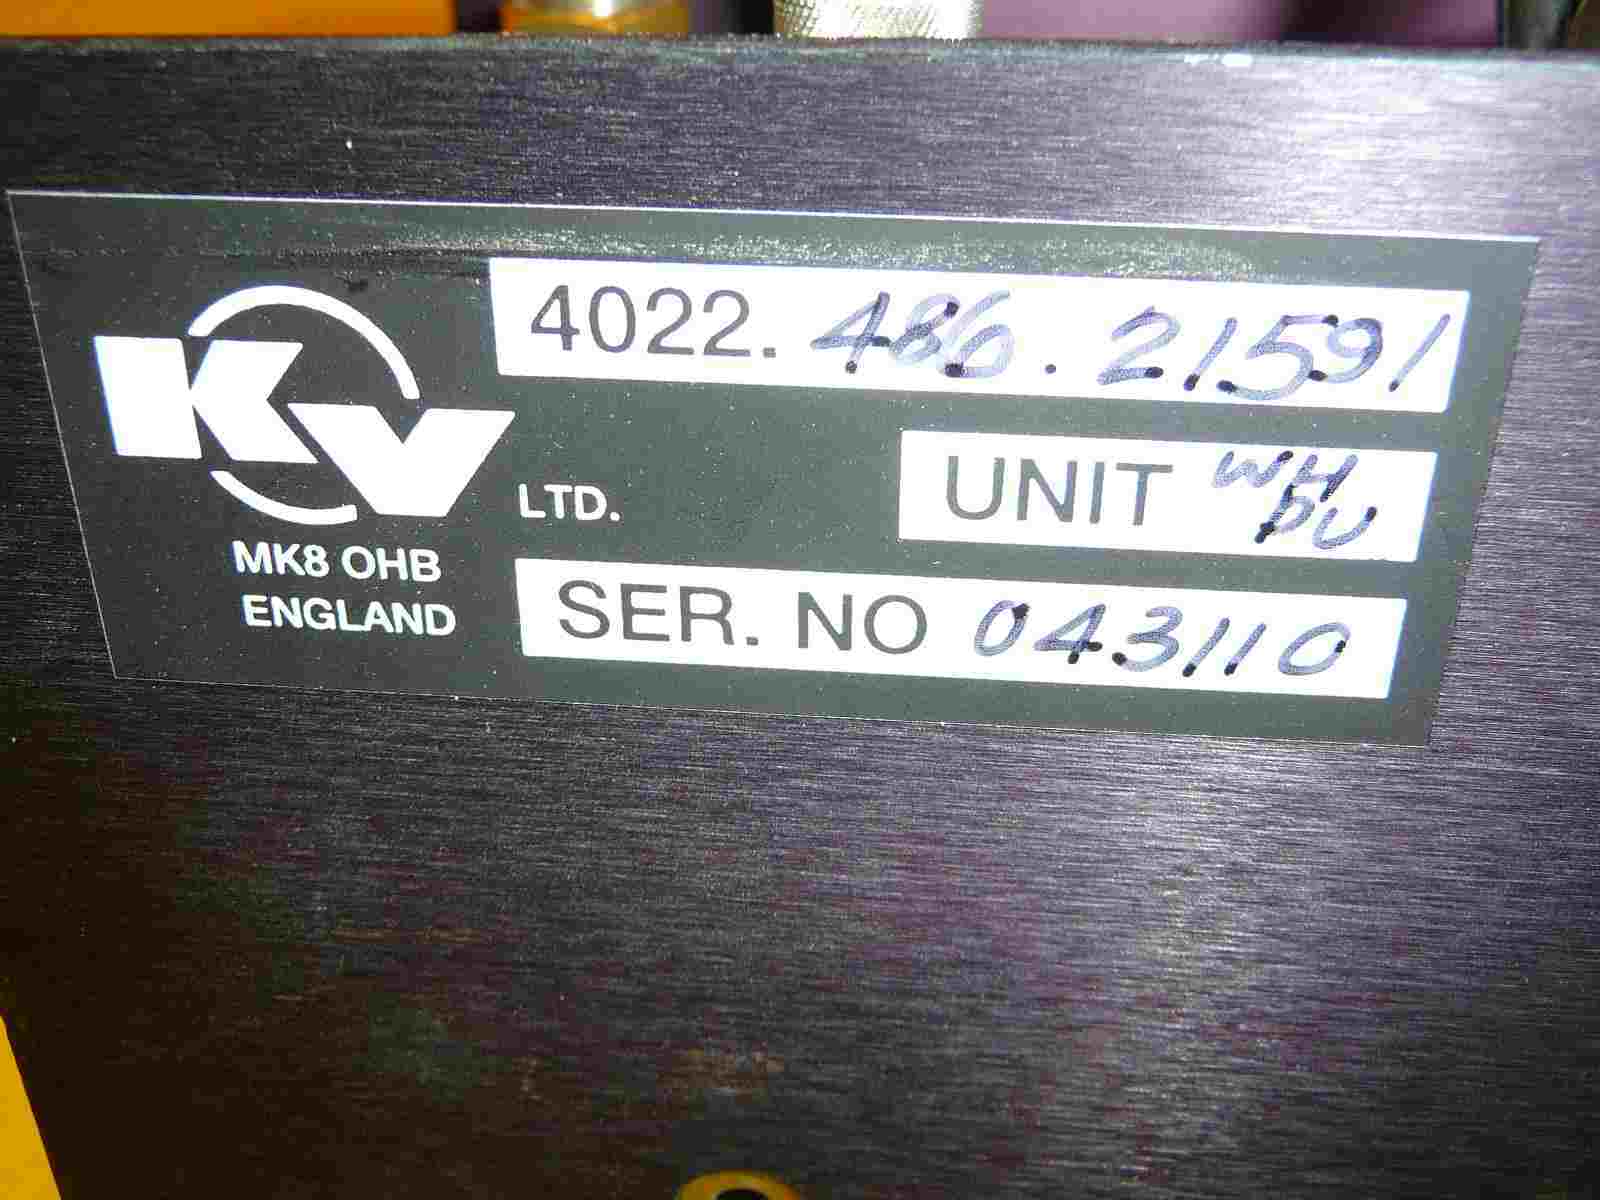 4022.486.21591
KV
LTD.
UNIT WH
DU
MK8 OHB
ENGLAND
SER. NO 043110